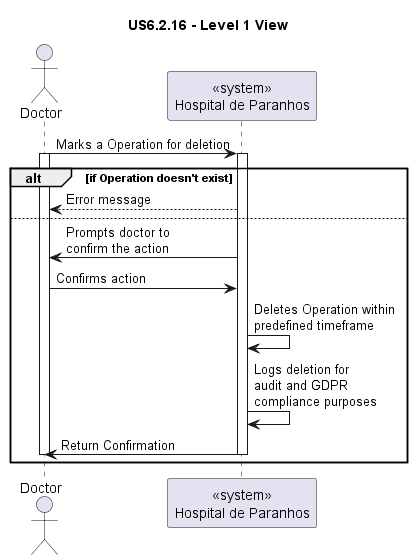 US6.2.16 - Level 1 View
Doctor
«system»
Hospital de Paranhos
Marks a Operation for deletion
alt
[if Operation doesn't exist]
Error message
Prompts doctor to
confirm the action
Confirms action
Deletes Operation within
predefined timeframe
Logs deletion for
audit and GDPR
compliance purposes
Return Confirmation
Doctor
«system»
Hospital de Paranhos